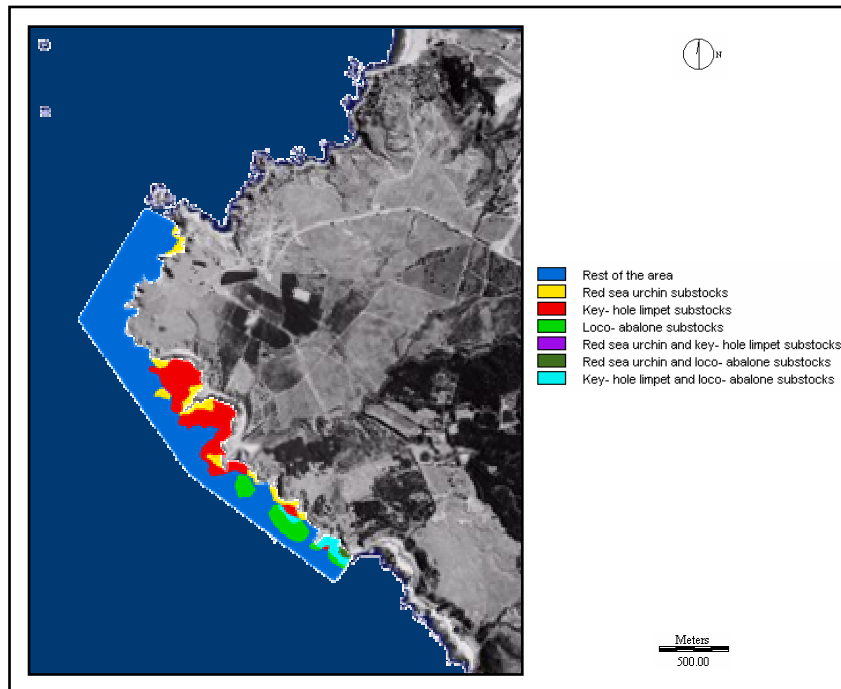 N
Rest of the area
Red sea urchin substocks
Key- hole limpet substocks
Loco- abalone substocks
Red sea urchin and key- hole limpet substocks
Red sea urchin and loco- abalone substocks
Key- hole limpet and loco- abalone substocks
Meters
500.00